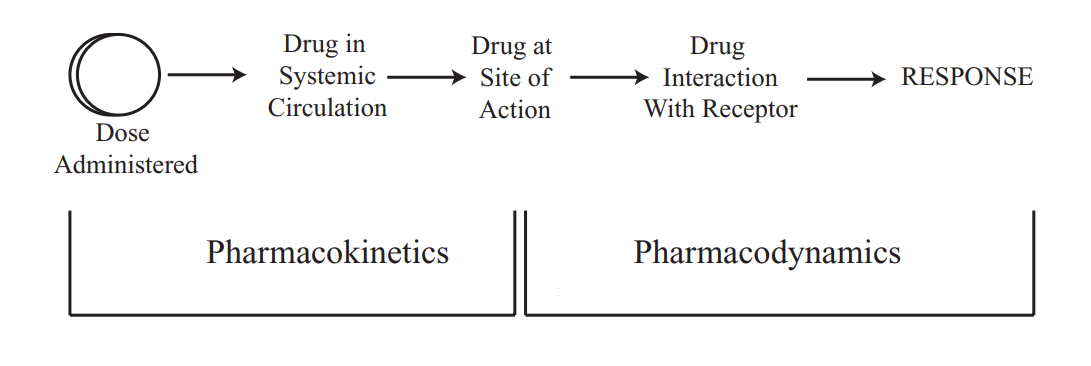 Dose
Administered
Drug in
Systemic
Circulation
Drug at
Site of
Action
Drug
Interaction
With Receptor
RESPONSE
Pharmacokinetics
Pharmacodynamics